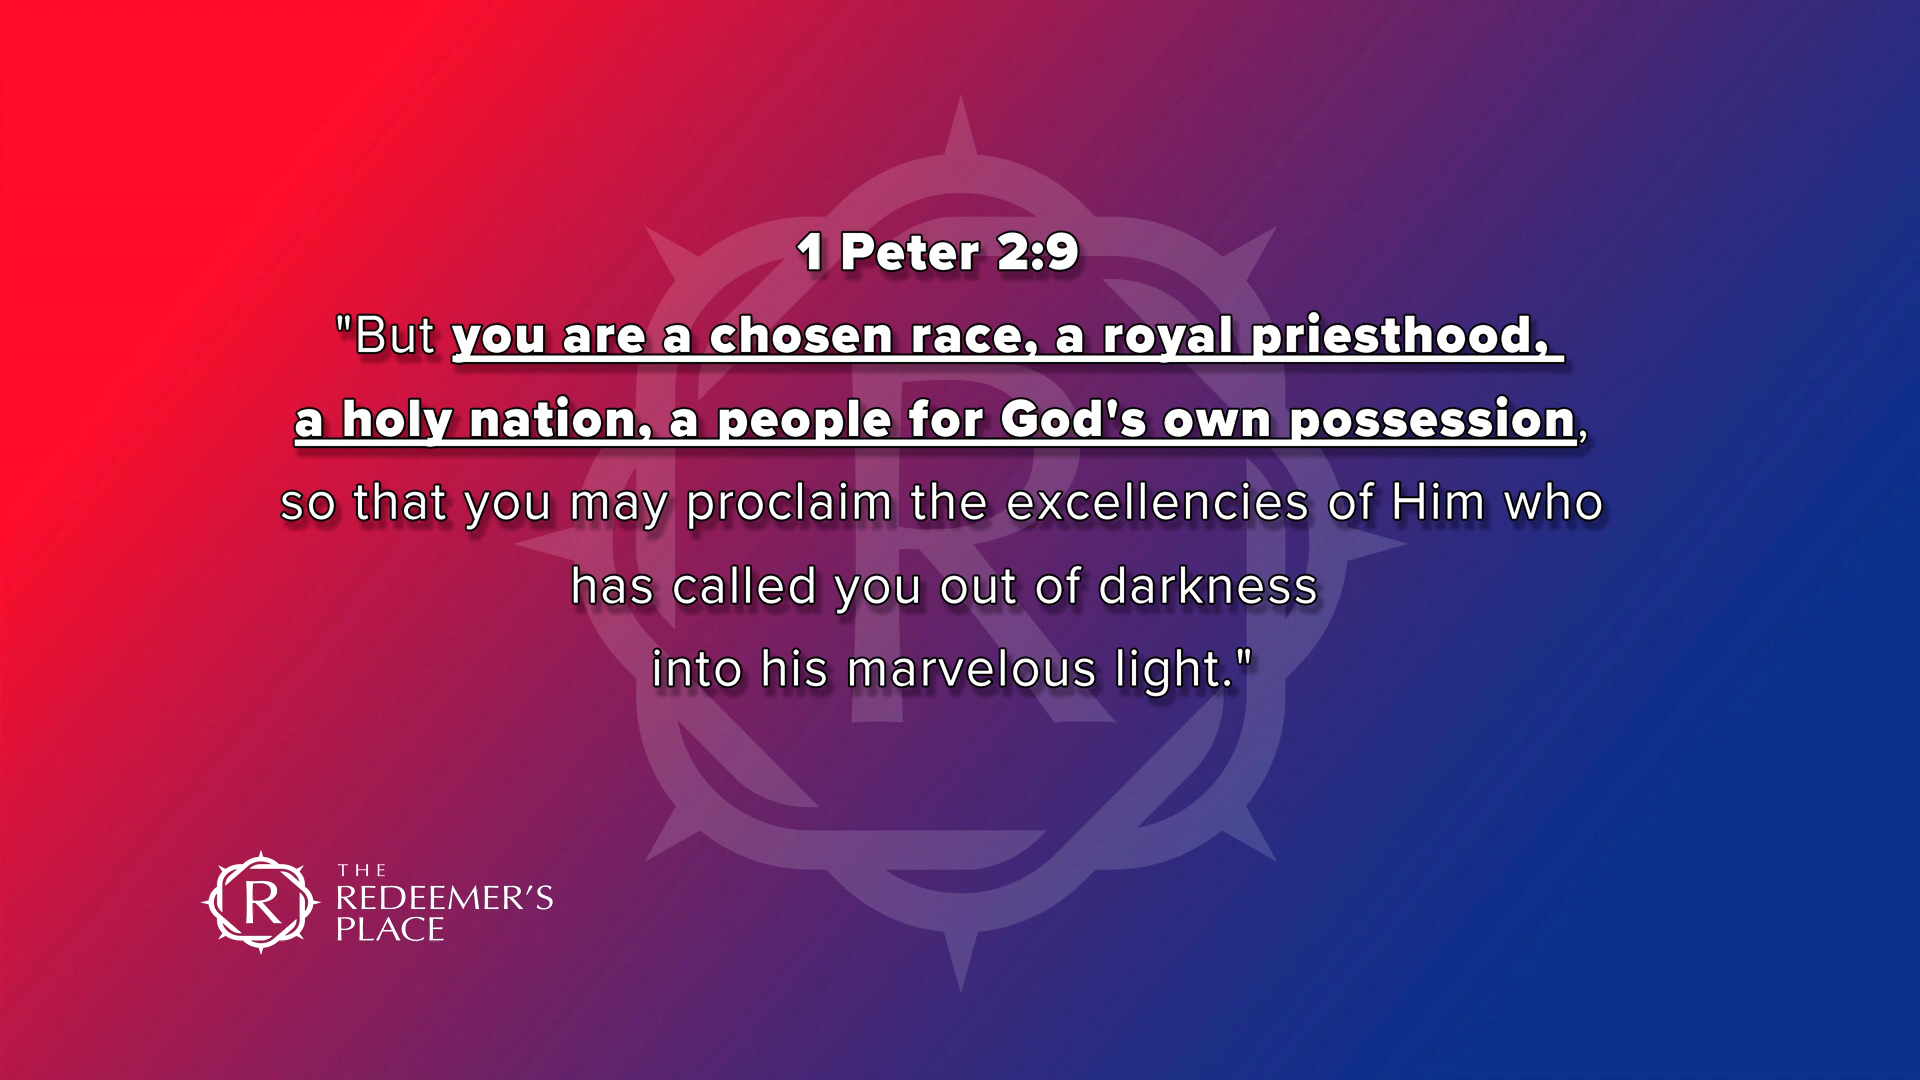 1 Peter 2:9
"But you are a chosen race, a royal priesthood,
a holy nation, a people for God's own possession,
so that you may proclaim the excellencies of Him who
has called you out of darkness
into his marvelous light."
R
THE
REDEEMER'S
PLACE